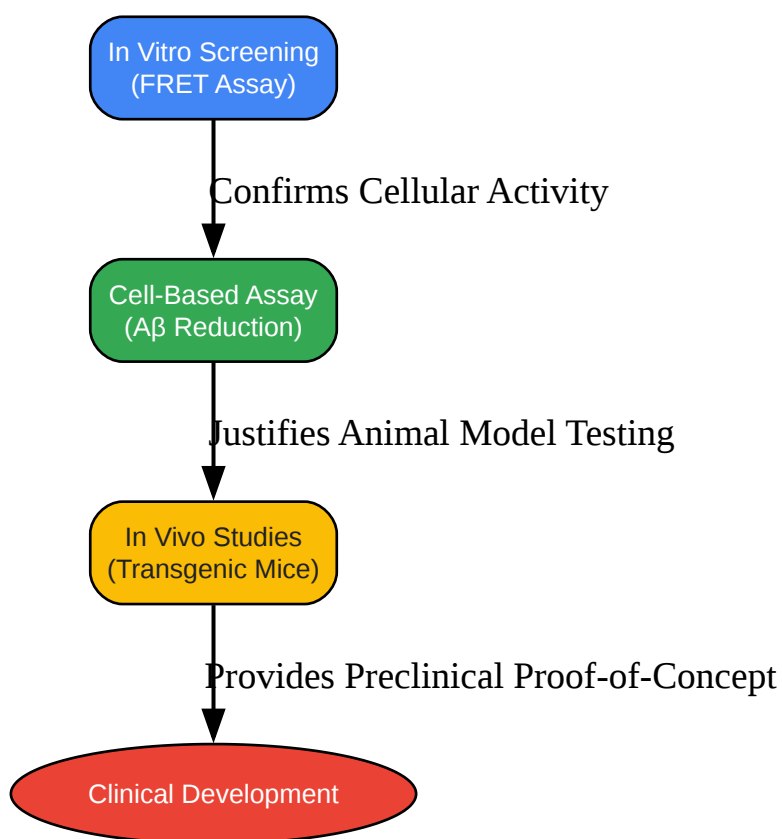 In Vitro Screening
(FRET Assay)
Confirms Cellular Activity
Cell-Based Assay
(Aβ Reduction)
Justifies Animal Model Testing
In Vivo Studies
(Transgenic Mice)
Provides Preclinical Proof-of-Concept
Clinical Development